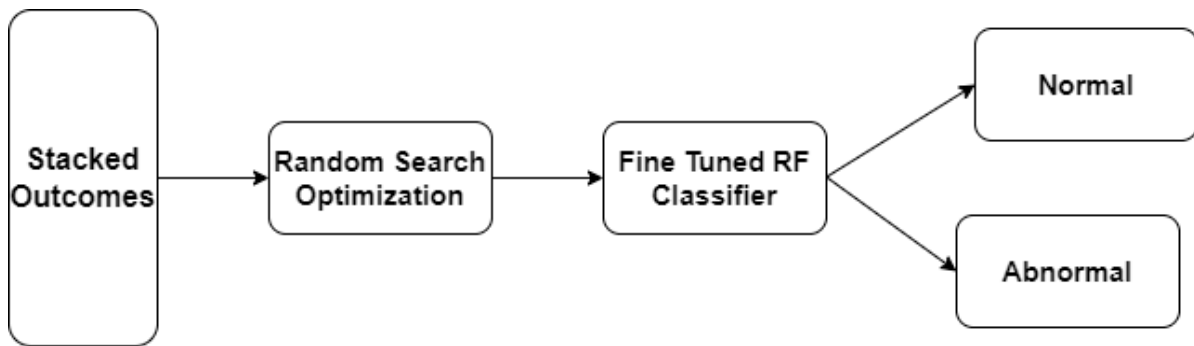 Stacked
Outcomes
Random Search
Optimization
Fine Tuned RF
Classifier
Normal
Abnormal